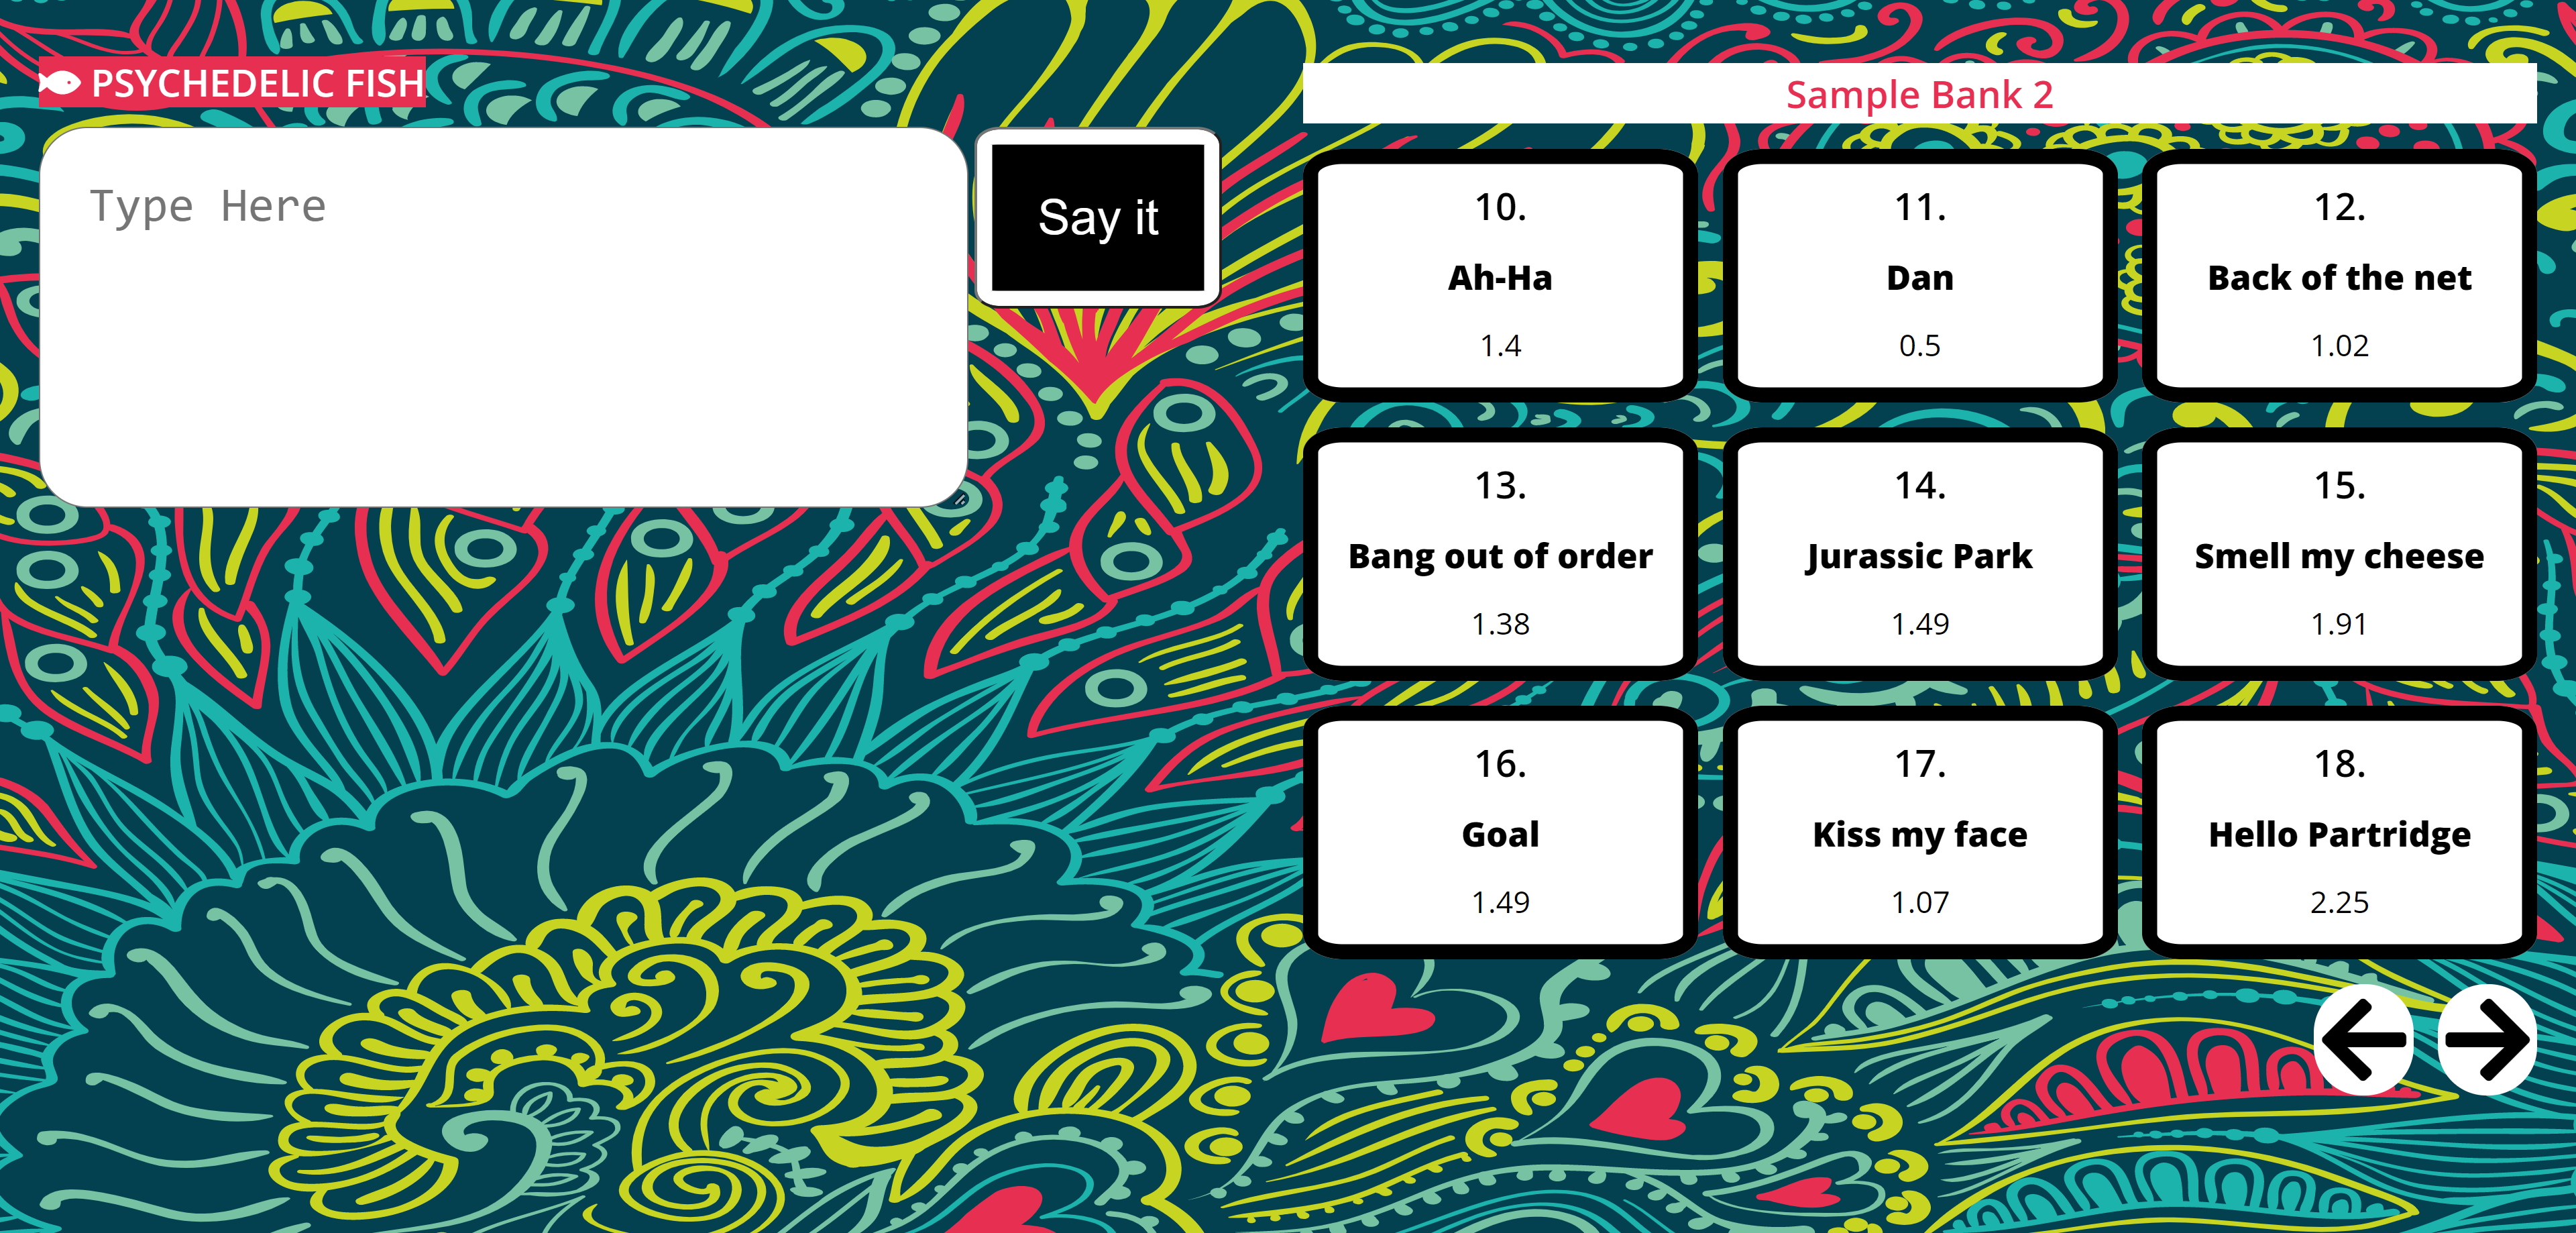 PSYCHEDELIC FISH
Type Here
Say it
Sample Bank 2
10.
Ah-Ha
1.4
11.
Dan
0.5
12.
Back of the net
1.02
13.
Bang out of order
1.38
14.
Jurassic Park
1.49
15.
Smell my cheese
1.91
16.
Goal
1.49
17.
Kiss my face
1.07
18.
Hello Partridge
2.25